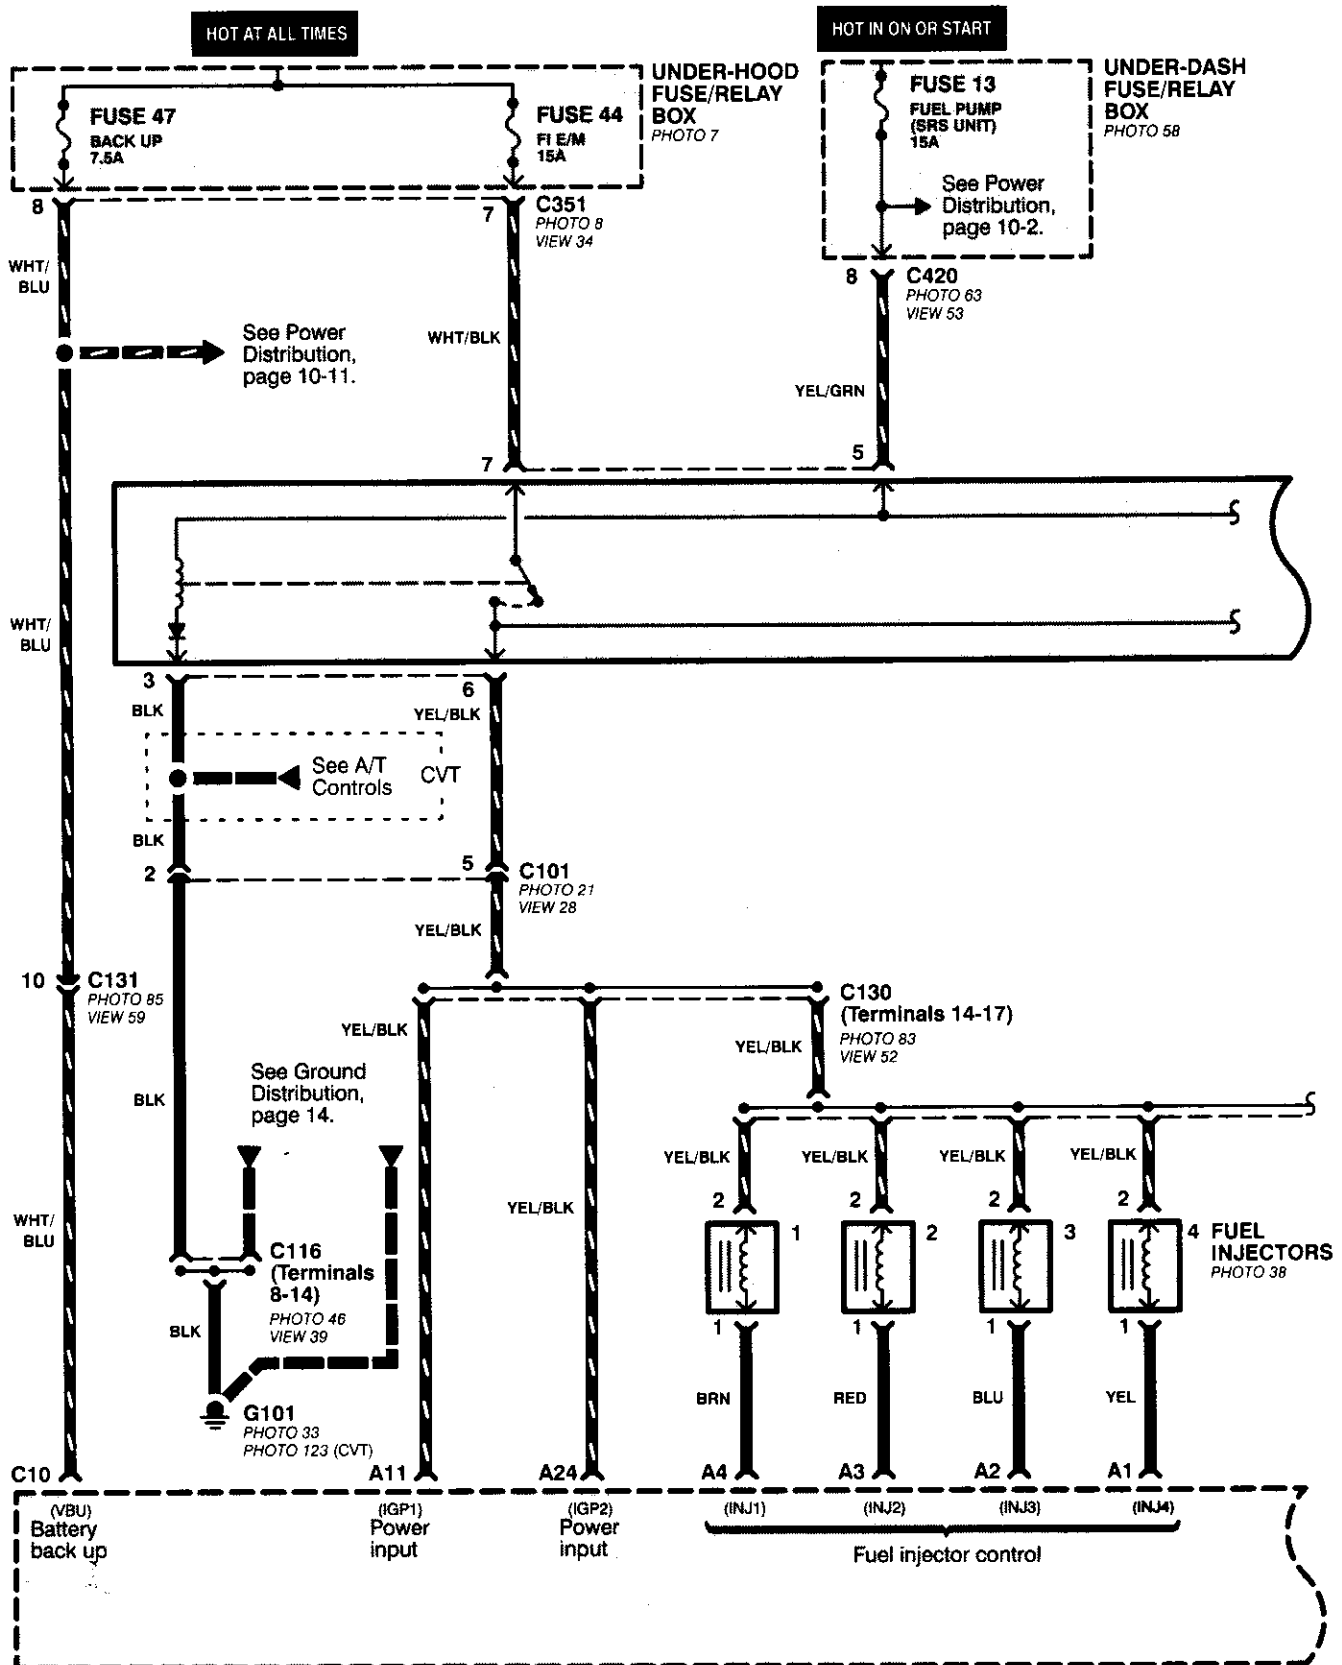 HOT AT ALL TIMES
HOT IN ON OR START
FUSE 47
BACK UP
7.5A
FUSE 44
FI E/M
15A
UNDER-HOOD
FUSE/RELAY
BOX
PHOTO 7
FUSE 13
FUEL PUMP
(SRS UNIT)
15A
See Power
Distribution,
page 10-2.
UNDER-DASH
FUSE/RELAY
BOX
PHOTO 58
8
7
C351
PHOTO 8
VIEW 34
8
C420
PHOTO 63
VIEW 53
WHT/
BLU
See Power
Distribution,
page 10-11.
WHT/BLK
YEL/GRN
7
5
WHT/
BLU
3
6
BLK
YEL/BLK
See A/T
Controls
CVT
BLK
2
5
C101
PHOTO 21
VIEW 28
YEL/BLK
10
C131
PHOTO 85
VIEW 59
C130
(Terminals 14-17)
PHOTO 83
VIEW 52
YEL/BLK
YEL/BLK
See Ground
Distribution,
page 14.
BLK
YEL/BLK
YEL/BLK
YEL/BLK
YEL/BLK
YEL/BLK
2
2
2
2
WHT/
BLU
1
2
3
4
FUEL
INJECTORS
PHOTO 38
C116
(Terminals
8-14)
PHOTO 46
VIEW 39
BLK
1
1
1
1
BRN
RED
BLU
YEL
G101
PHOTO 33
PHOTO 123 (CVT)
C10
A11
A24
A4
A3
A2
A1
(VBU)
Battery
back up
(IGP1)
Power
input
(IGP2)
Power
input
(INJ1)
(INJ2)
(INJ3)
(INJ4)
Fuel injector control